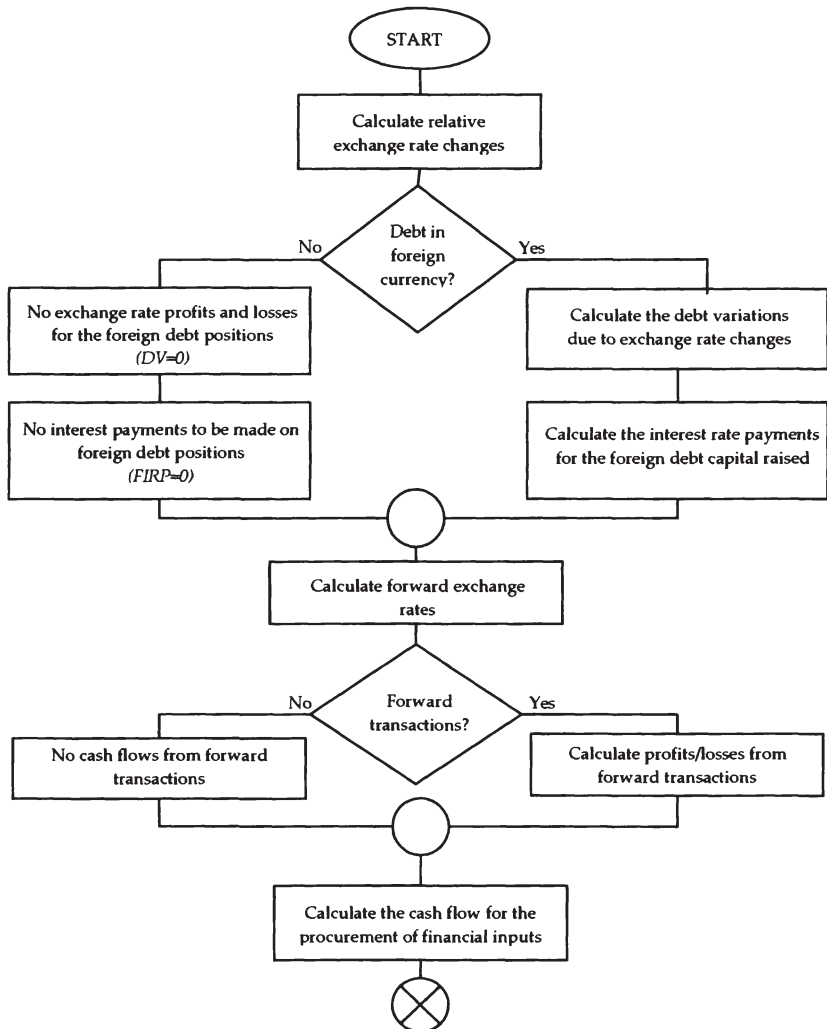 START
Calculate relative
exchange rate changes
Debt in
foreign
currency?
No
Yes
No exchange rate profits and losses
for the foreign debt positions
(DV=0)
Calculate the debt variations
due to exchange rate changes
No interest payments to be made on
foreign debt positions
(FIRP=0)
Calculate the interest rate payments
for the foreign debt capital raised
Calculate forward exchange
rates
Forward
transactions?
No
Yes
No cash flows from forward
transactions
Calculate profits/losses from
forward transactions
Calculate the cash flow for the
procurement of financial inputs